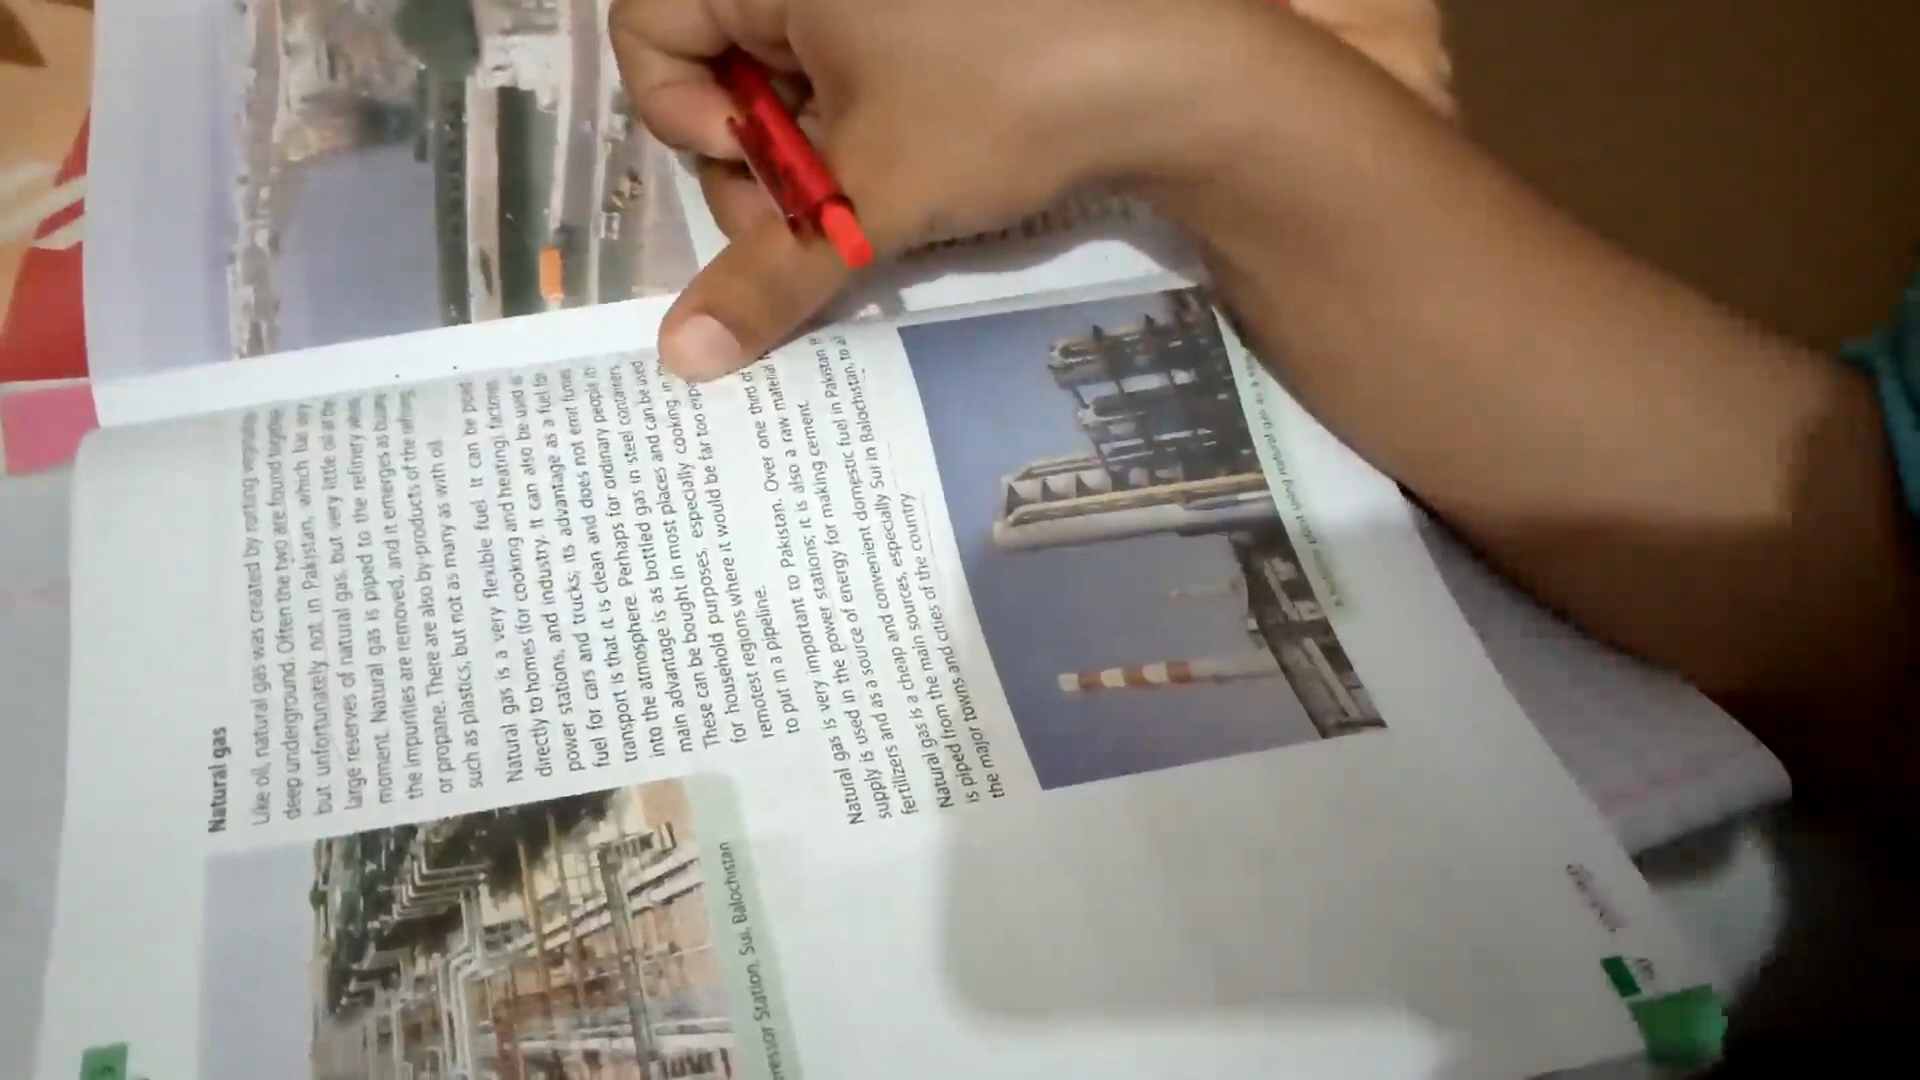 Natural gas
Like oil, natural gas was created by rotting
deep underground. Often the two are found together
but unfortunately not in Pakistan, which has very
large reserves of natural gas, but very little oil at the
moment. Natural gas is piped to the refinery where
the impurities are removed, and it emerges as butane
or propane. There are also by-products of the refining
such as plastics, but not as many as with oil.
Natural gas is a very flexible fuel. It can be piped
directly to homes (for cooking and heating), factories,
power stations, and industry. It can also be used as
fuel for cars and trucks; its advantage as a fuel for
transport is that it is clean and does not emit fumes
into the atmosphere. Perhaps for ordinary people its
main advantage is as bottled gas in steel containers.
These can be bought in most places and can be used
for household purposes, especially cooking, in the
remotest regions where it would be far too
to put in a pipeline.
Natural gas is very important to Pakistan. Over one third of
supply is used in the power stations; it is also a raw material
fertilizers and as a source of energy for making cement.
Natural gas is a cheap and convenient domestic fuel in Pakistan
is piped from the main sources, especially Sui in Balochistan, to all
the major towns and cities of the country.
Station, Sui, Balochistan